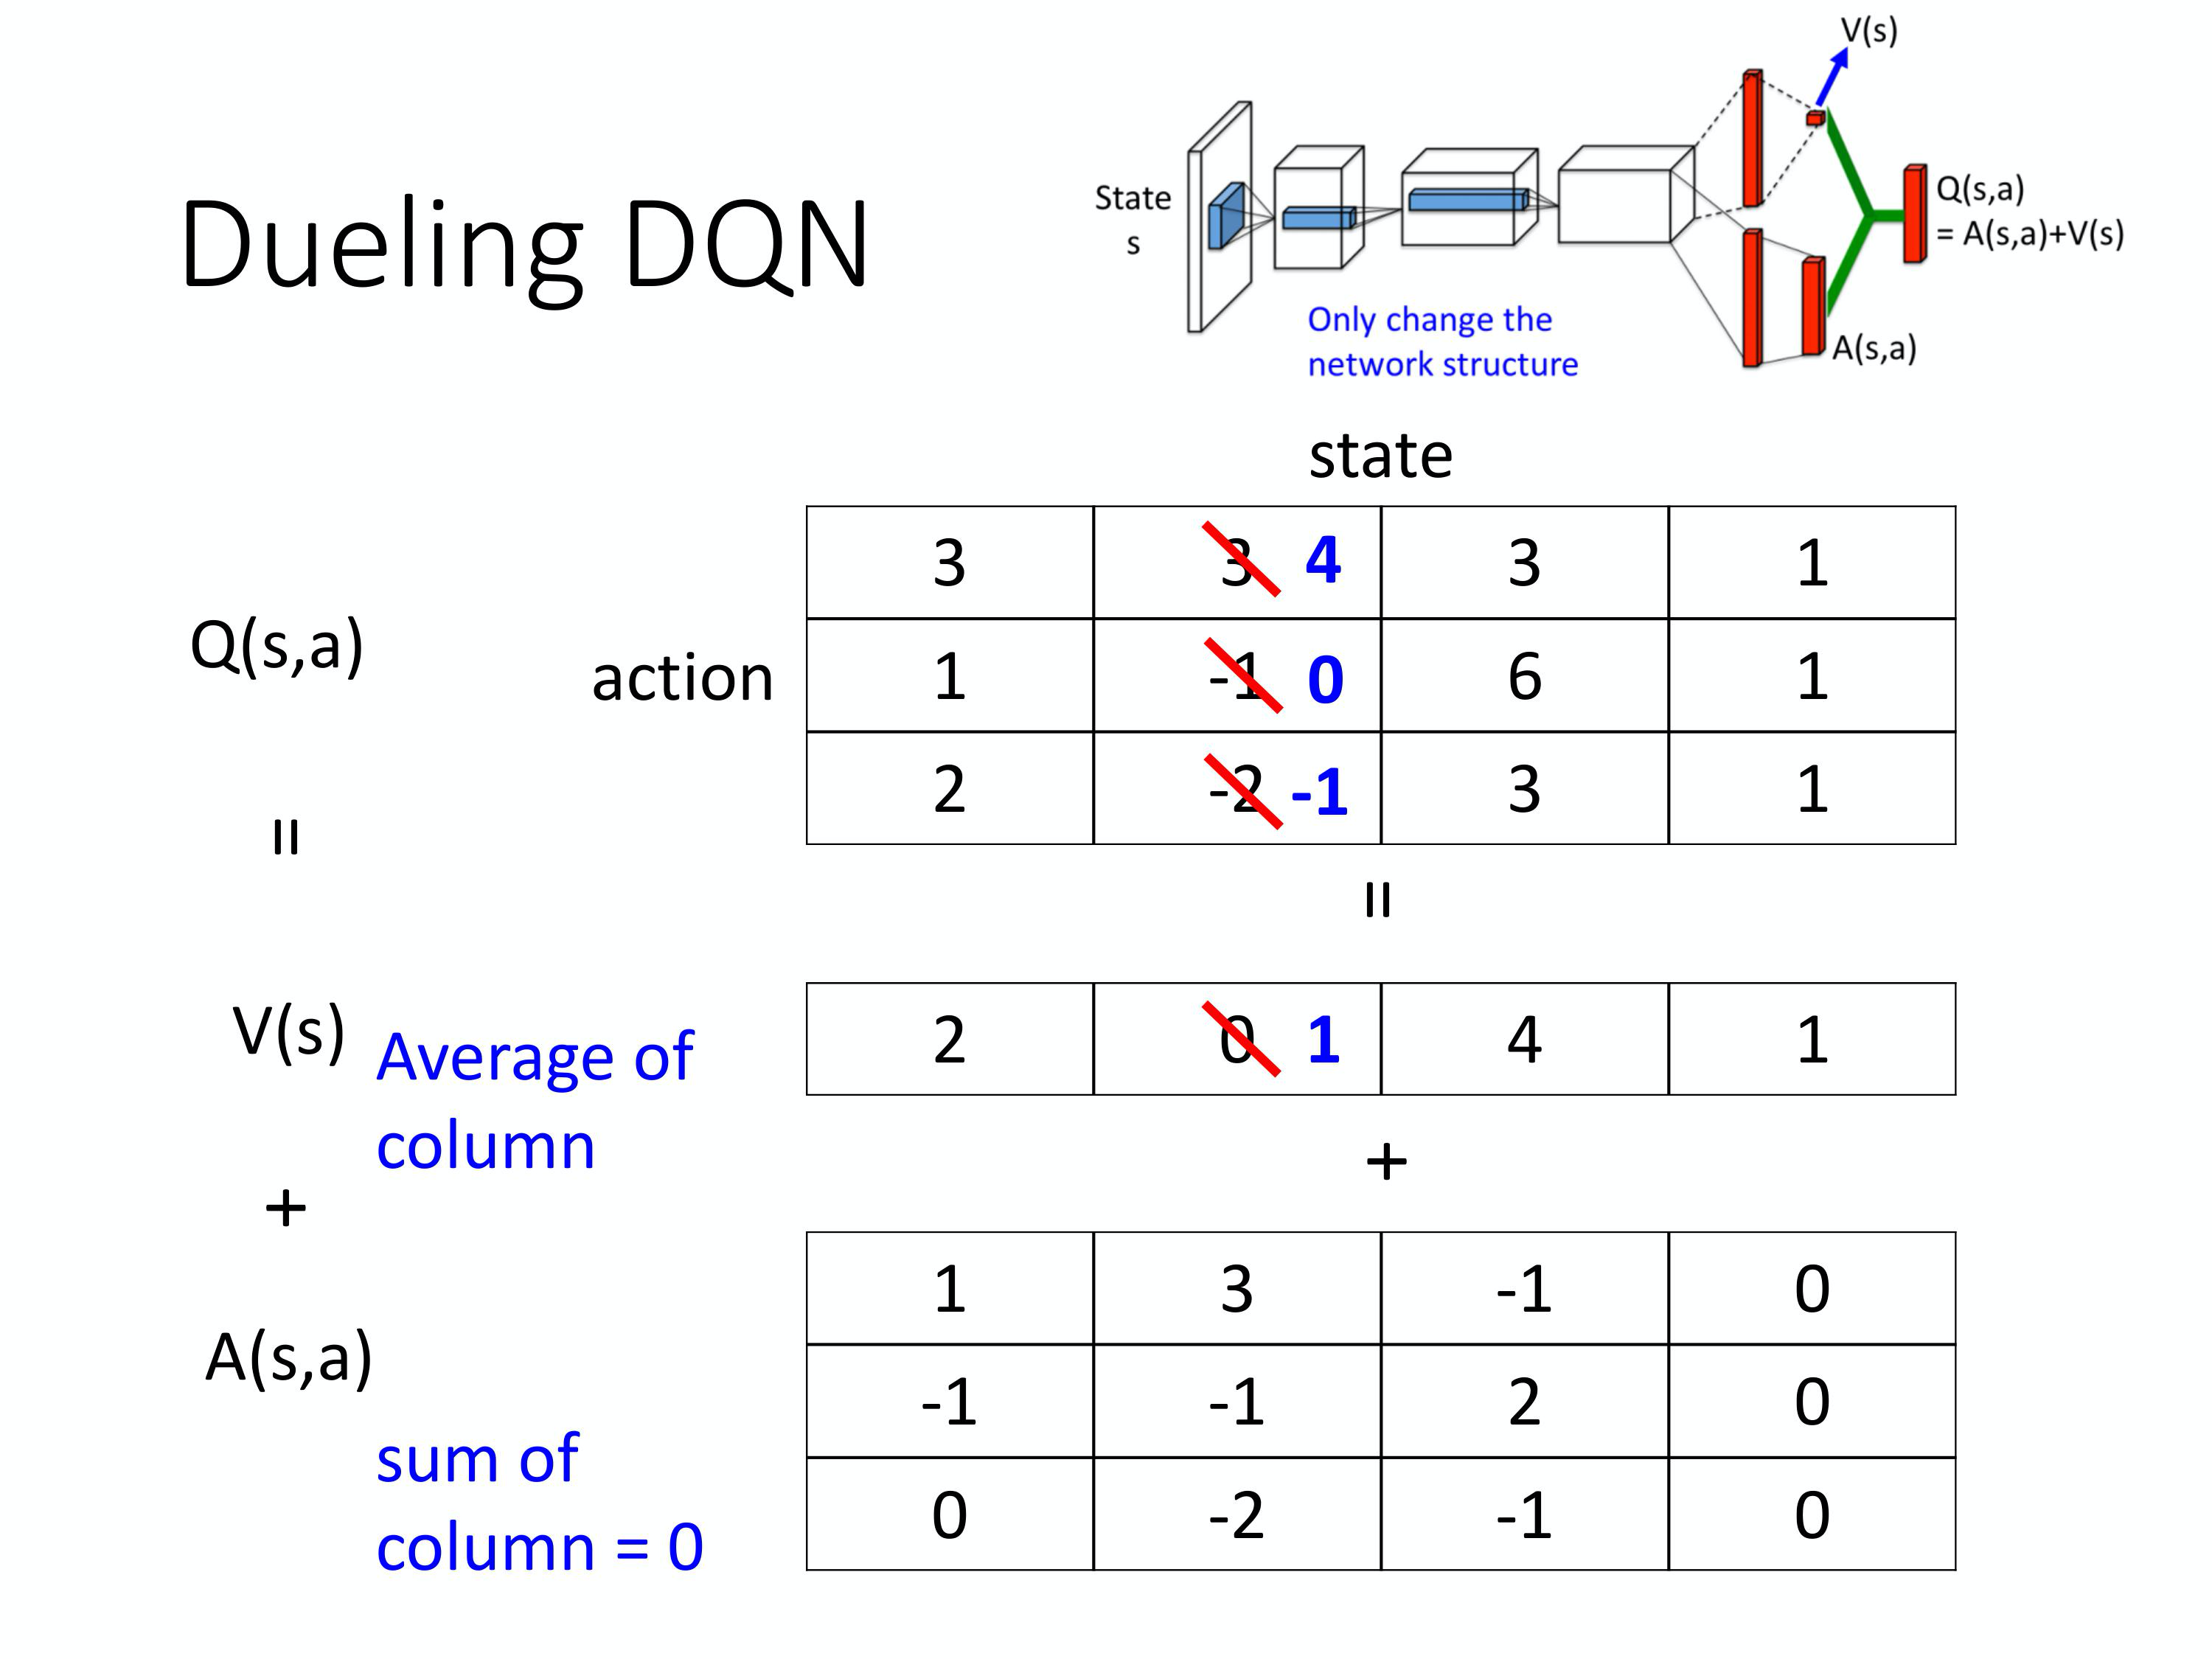 V(s)
State
s
Q(s,a)
= A(s,a)+V(s)
Dueling DQN
Only change the
network structure
A(s,a)
state
3 3 4 3 1
Q(s,a)
action
1 -1 0 6 1
2 -2 -1 3 1
=
=
V(s)
Average of
column
2 0 1 4 1
+
+
A(s,a)
sum of
column = 0
1 3 -1 0
-1 -1 2 0
0 -2 -1 0